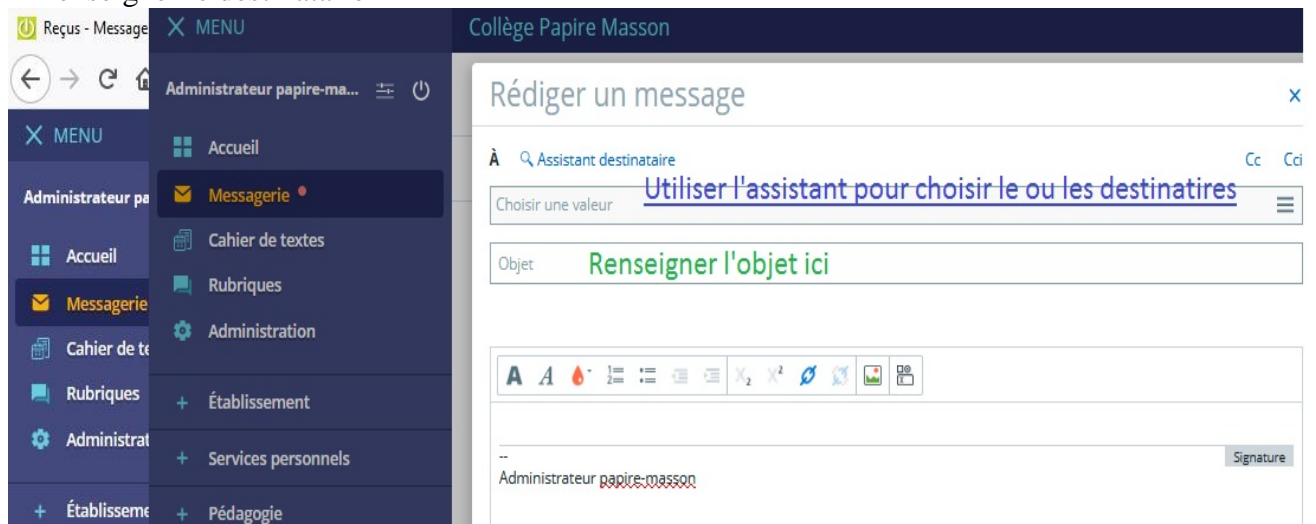 Reçus - Message
MENU
Administrateur pa
Accueil
Messagerie
Cahier de te
Rubriques
Administrat
+ Établisseme
MENU
Administrateur papire-ma...
Accueil
Messagerie
Cahier de textes
Rubriques
Administration
+ Établissement
+ Services personnels
+ Pédagogie
Collège Papire Masson
Rédiger un message
À Assistant destinataire Cc Cci
Utiliser l'assistant pour choisir le ou les destinatires
Choisir une valeur
Objet Renseigner l'objet ici
Signature
--
Administrateur papire-masson